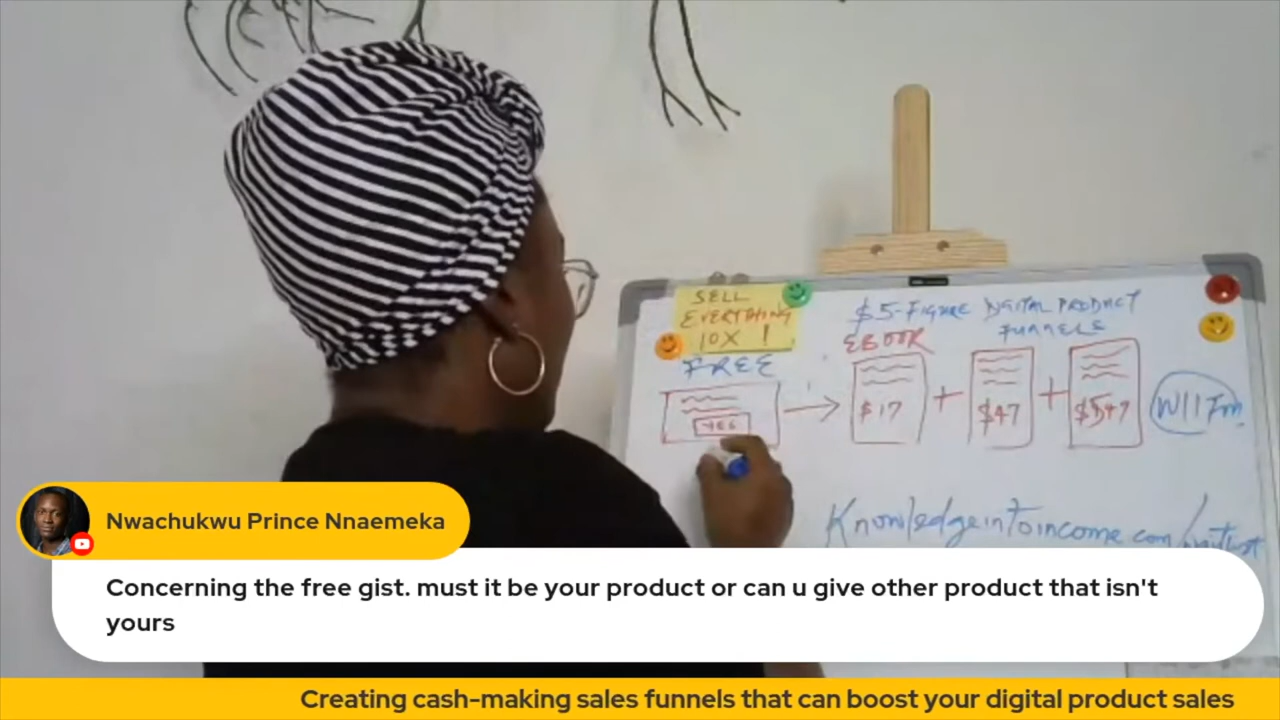 SELL
EVERYTHING
10X !
FREE
YES
$5-FIGURE DIGITAL PRODUCT
FUNNELS
EBOOK
$17
+
$47
+
Knowledgeintoincome.com/
Nwachukwu Prince Nnaemeka
Concerning the free gist. must it be your product or can u give other product that isn't
yours
Creating cash-making sales funnels that can boost your digital product sales